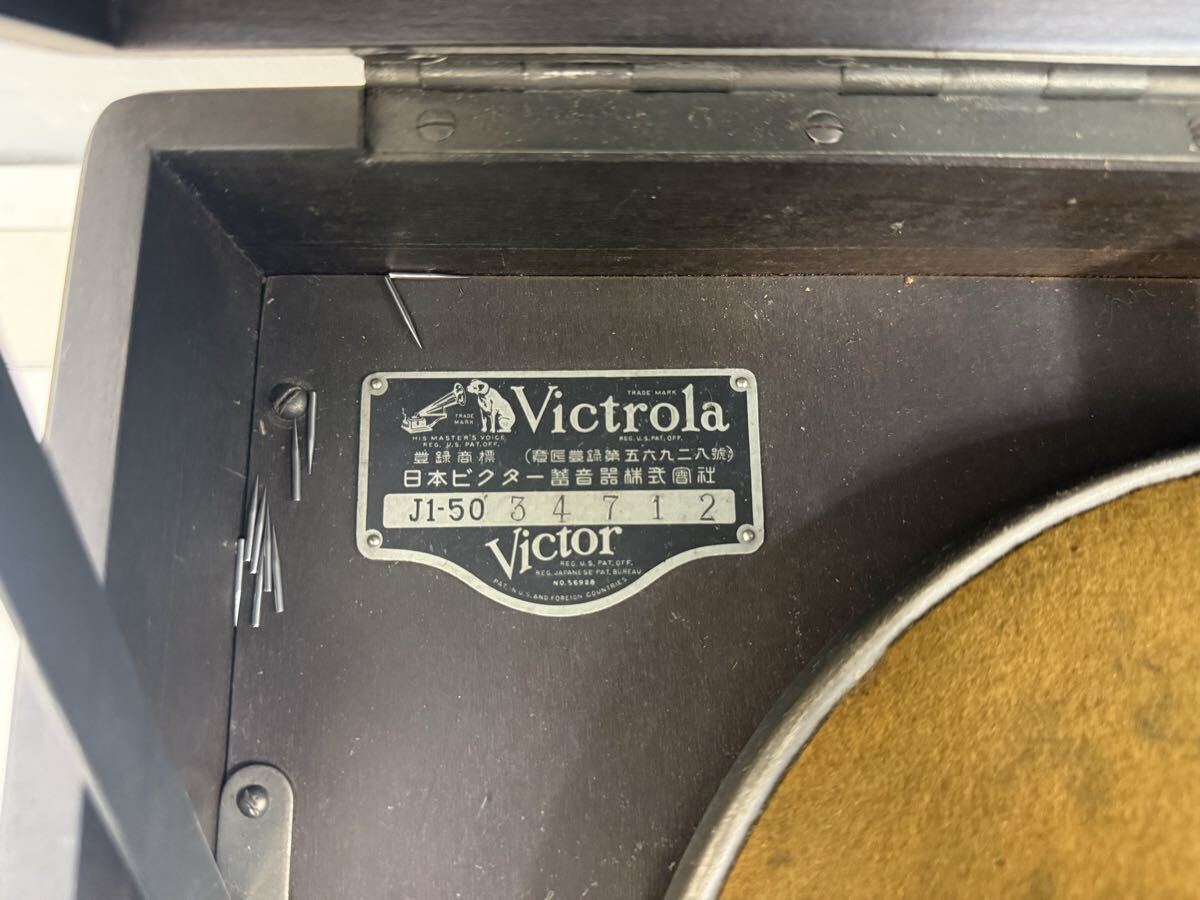 TRADE MARK
Victrola
TRADE MARK
HIS MASTER'S VOICE
REG. U.S. PAT. OFF.
REG. U.S. PAT. OFF.
登録商標 (意匠登録第五六九二八號)
日本ビクター蓄音器株式會社
J1-50 34712
Victor
REG. U.S. PAT. OFF.
REG. JAPANESE PAT. BUREAU
NO. 56928
PAT. IN U.S. AND FOREIGN COUNTRIES